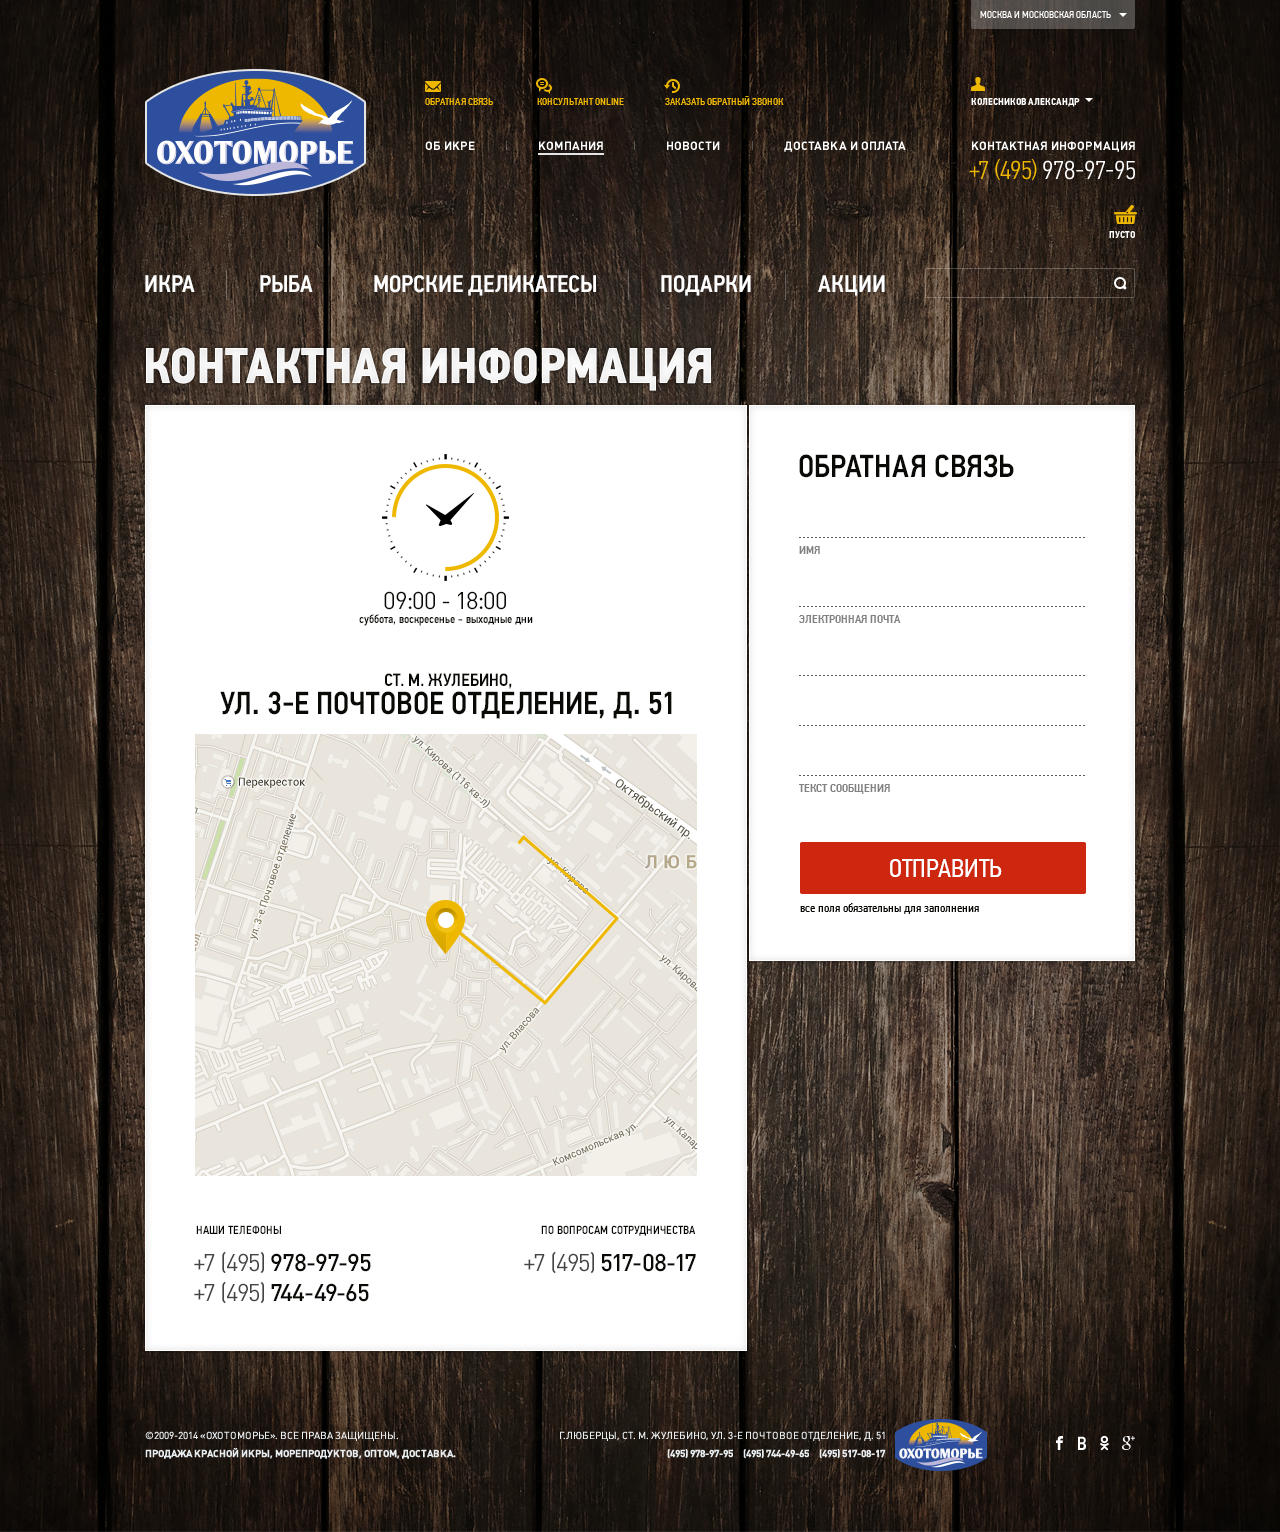 МОСКВА И МОСКОВСКАЯ ОБЛАСТЬ
ОХОТОМОРЬЕ
ОБРАТНАЯ СВЯЗЬ
КОНСУЛЬТАНТ ONLINE
ЗАКАЗАТЬ ОБРАТНЫЙ ЗВОНОК
КОЛЕСНИКОВ АЛЕКСАНДР
ОБ ИКРЕ
КОМПАНИЯ
НОВОСТИ
ДОСТАВКА И ОПЛАТА
КОНТАКТНАЯ ИНФОРМАЦИЯ
+7 (495) 978-97-95
ПУСТО
ИКРА
РЫБА
МОРСКИЕ ДЕЛИКАТЕСЫ
ПОДАРКИ
АКЦИИ
КОНТАКТНАЯ ИНФОРМАЦИЯ
09:00 - 18:00
суббота, воскресенье - выходные дни
СТ. М. ЖУЛЕБИНО,
УЛ. 3-Е ПОЧТОВОЕ ОТДЕЛЕНИЕ, Д. 51
ул. Кирова (116 кв-л)
Перекресток
Октябрьский пр.
ул. 3-е Почтовое отделение
ЛЮБ
ул. Кирова
ул. Кирова
ул. Власова
Комсомольская ул.
НАШИ ТЕЛЕФОНЫ
+7 (495) 978-97-95
+7 (495) 744-49-65
ПО ВОПРОСАМ СОТРУДНИЧЕСТВА
+7 (495) 517-08-17
ОБРАТНАЯ СВЯЗЬ
ИМЯ
ЭЛЕКТРОННАЯ ПОЧТА
ТЕКСТ СООБЩЕНИЯ
ОТПРАВИТЬ
все поля обязательны для заполнения
©2009-2014 «ОХОТОМОРЬЕ». ВСЕ ПРАВА ЗАЩИЩЕНЫ.
ПРОДАЖА КРАСНОЙ ИКРЫ, МОРЕПРОДУКТОВ, ОПТОМ, ДОСТАВКА.
Г.ЛЮБЕРЦЫ, СТ. М. ЖУЛЕБИНО, УЛ. 3-Е ПОЧТОВОЕ ОТДЕЛЕНИЕ, Д. 51
(495) 978-97-95 (495) 744-49-65 (495) 517-08-17
ОХОТОМОРЬЕ